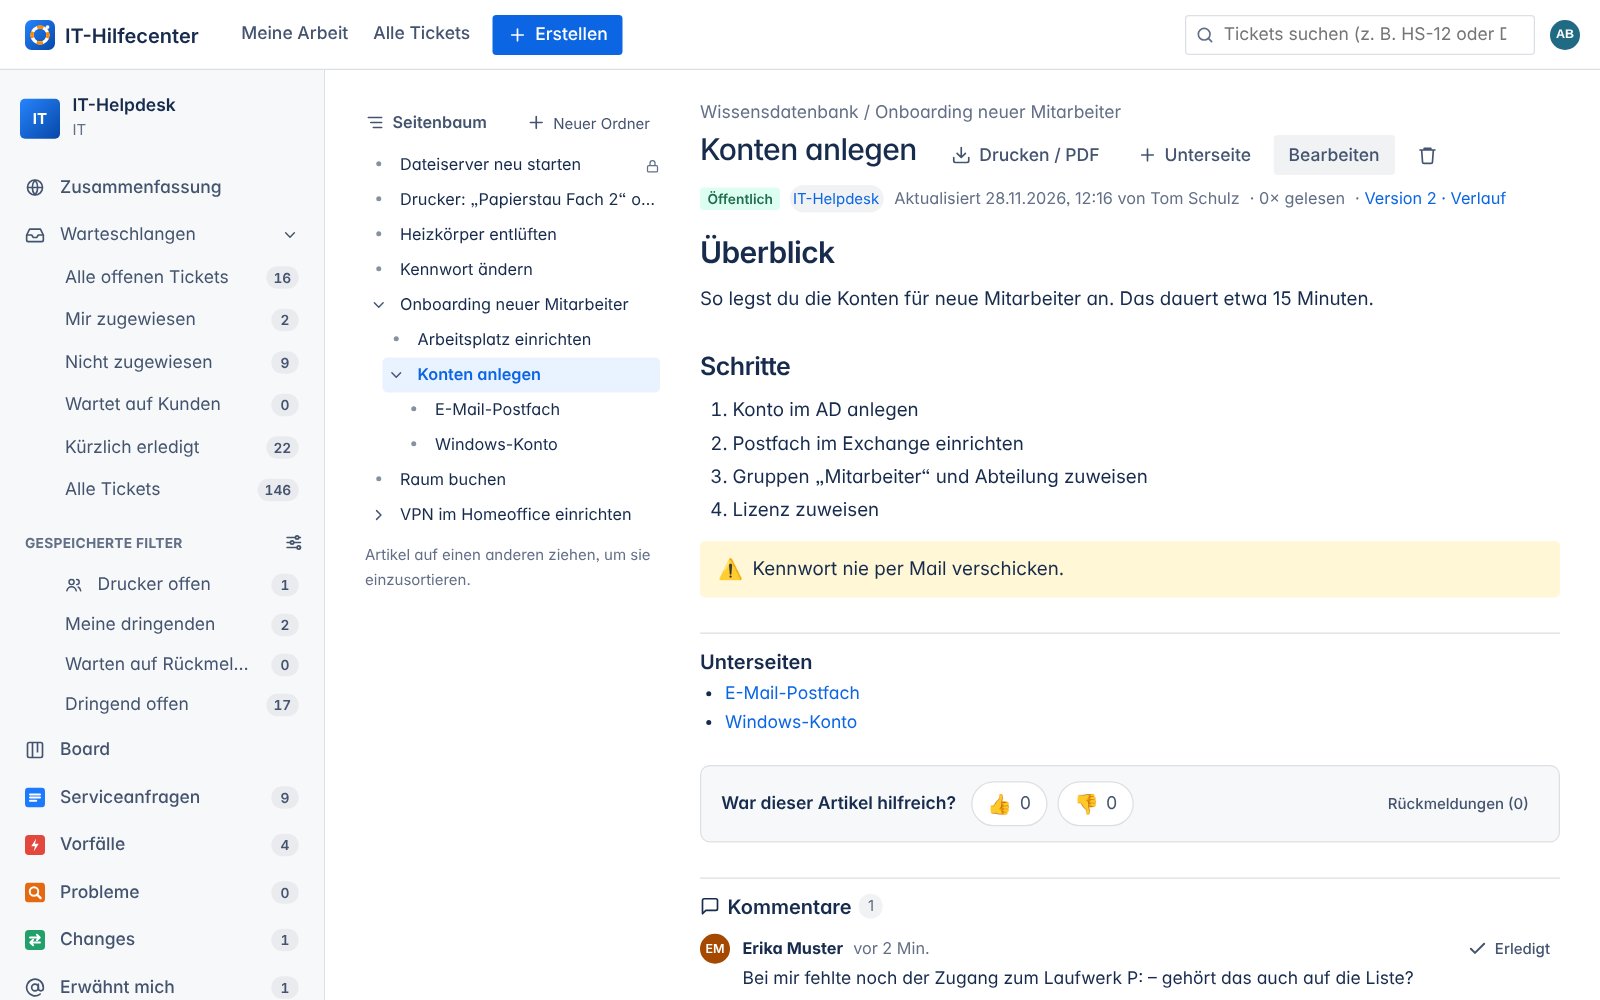 IT-Hilfecenter
Meine Arbeit
Alle Tickets
Erstellen
Tickets suchen (z. B. HS-12 oder D
AB
IT
IT-Helpdesk
IT
Zusammenfassung
Warteschlangen
Alle offenen Tickets 16
Mir zugewiesen 2
Nicht zugewiesen 9
Wartet auf Kunden 0
Kürzlich erledigt 22
Alle Tickets 146
GESPEICHERTE FILTER
Drucker offen 1
Meine dringenden 2
Warten auf Rückmel... 0
Dringend offen 17
Board
Serviceanfragen 9
Vorfälle 4
Probleme 0
Changes 1
Erwähnt mich 1
Seitenbaum
Neuer Ordner
Dateiserver neu starten
Drucker: „Papierstau Fach 2“ o...
Heizkörper entlüften
Kennwort ändern
Onboarding neuer Mitarbeiter
Arbeitsplatz einrichten
Konten anlegen
E-Mail-Postfach
Windows-Konto
Raum buchen
VPN im Homeoffice einrichten
Artikel auf einen anderen ziehen, um sie
einzusortieren.
Wissensdatenbank / Onboarding neuer Mitarbeiter
Konten anlegen
Drucken / PDF
Unterseite
Bearbeiten
Öffentlich IT-Helpdesk Aktualisiert 28.11.2026, 12:16 von Tom Schulz · 0× gelesen · Version 2 · Verlauf
Überblick
So legst du die Konten für neue Mitarbeiter an. Das dauert etwa 15 Minuten.
Schritte
1. Konto im AD anlegen
2. Postfach im Exchange einrichten
3. Gruppen „Mitarbeiter“ und Abteilung zuweisen
4. Lizenz zuweisen
⚠️ Kennwort nie per Mail verschicken.
Unterseiten
• E-Mail-Postfach
• Windows-Konto
War dieser Artikel hilfreich? 👍 0 👎 0 Rückmeldungen (0)
Kommentare 1
EM Erika Muster vor 2 Min. Erledigt
Bei mir fehlte noch der Zugang zum Laufwerk P: – gehört das auch auf die Liste?